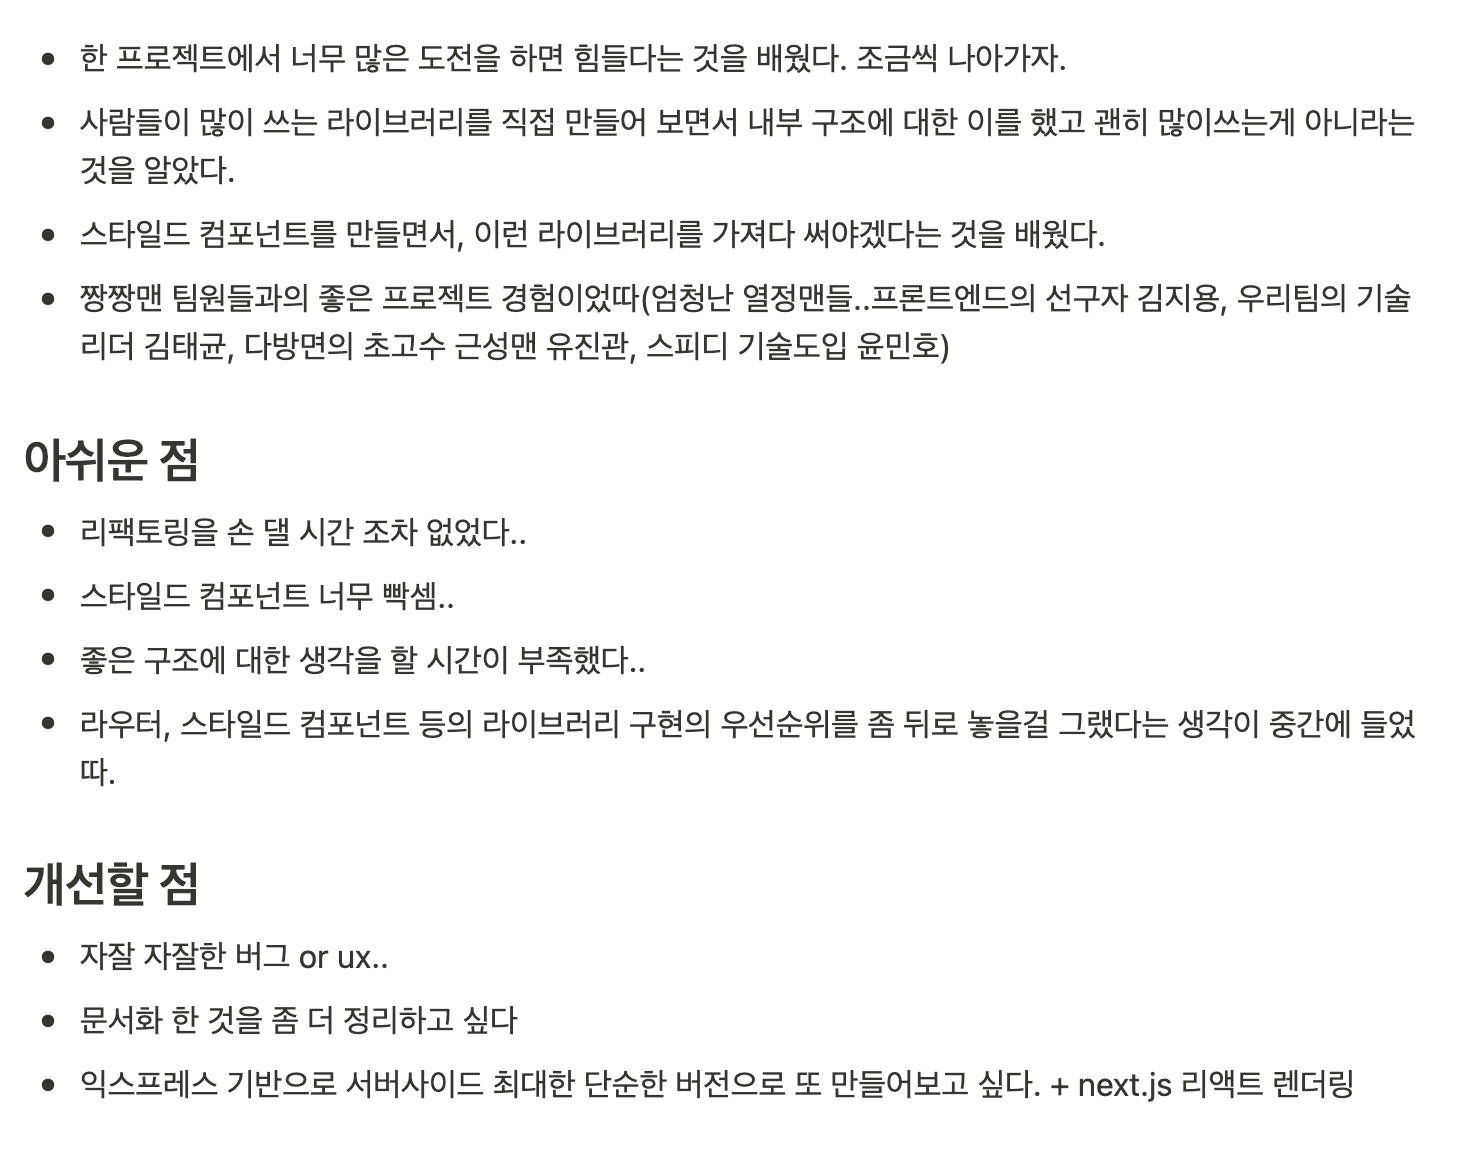 • 한 프로젝트에서 너무 많은 도전을 하면 힘들다는 것을 배웠다. 조금씩 나아가자.
• 사람들이 많이 쓰는 라이브러리를 직접 만들어 보면서 내부 구조에 대한 이를 했고 괜히 많이쓰는게 아니라는
것을 알았다.
• 스타일드 컴포넌트를 만들면서, 이런 라이브러리를 가져다 써야겠다는 것을 배웠다.
• 짱짱맨 팀원들과의 좋은 프로젝트 경험이었따(엄청난 열정맨들..프론트엔드의 선구자 김지용, 우리팀의 기술
리더 김태균, 다방면의 초고수 근성맨 유진관, 스피디 기술도입 윤민호)
아쉬운 점
• 리팩토링을 손 댈 시간 조차 없었다..
• 스타일드 컴포넌트 너무 빡셈..
• 좋은 구조에 대한 생각을 할 시간이 부족했다..
• 라우터, 스타일드 컴포넌트 등의 라이브러리 구현의 우선순위를 좀 뒤로 놓을걸 그랬다는 생각이 중간에 들었
따.
개선할 점
• 자잘 자잘한 버그 or ux..
• 문서화 한 것을 좀 더 정리하고 싶다
• 익스프레스 기반으로 서버사이드 최대한 단순한 버전으로 또 만들어보고 싶다. + next.js 리액트 렌더링